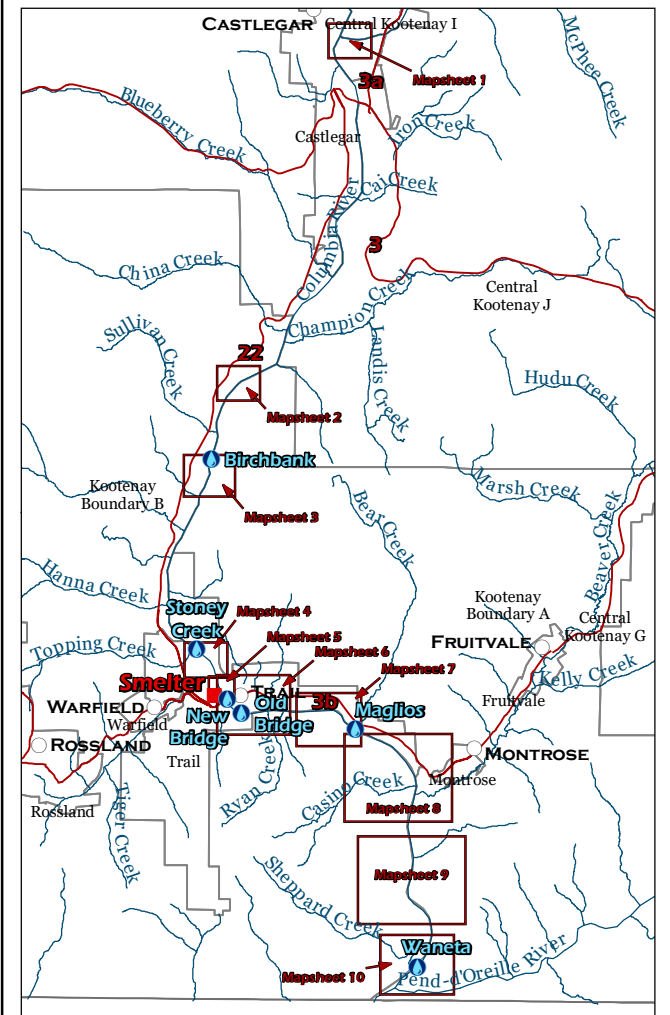 CASTLEGAR
Central Kootenay I
McPhee Creek
Mapsheet 1
3a
Blueberry Creek
Iron Creek
Castlegar
Cai Creek
Columbia River
3
China Creek
Central
Kootenay J
Champion Creek
Sullivan Creek
Landis Creek
22
Hudu Creek
Mapsheet 2
Birchbank
Marsh Creek
Kootenay
Boundary B
Bear Creek
Mapsheet 3
Beaver Creek
Hanna Creek
Kootenay
Boundary A
Stoney
Creek
Mapsheet 4
Central
Kootenay G
Topping Creek
Mapsheet 5
FRUITVALE
Mapsheet 6
Mapsheet 7
Kelly Creek
Smelter
TRAIL
3b
Fruitvale
WARFIELD
Old
Bridge
Maglios
Warfield
New
Bridge
ROSSLAND
MONTROSE
Trail
Ryan Creek
Casino Creek
Montrose
Rossland
Tiger Creek
Mapsheet 8
Sheppard Creek
Mapsheet 9
Waneta
Mapsheet 10
Pend-d'Oreille River